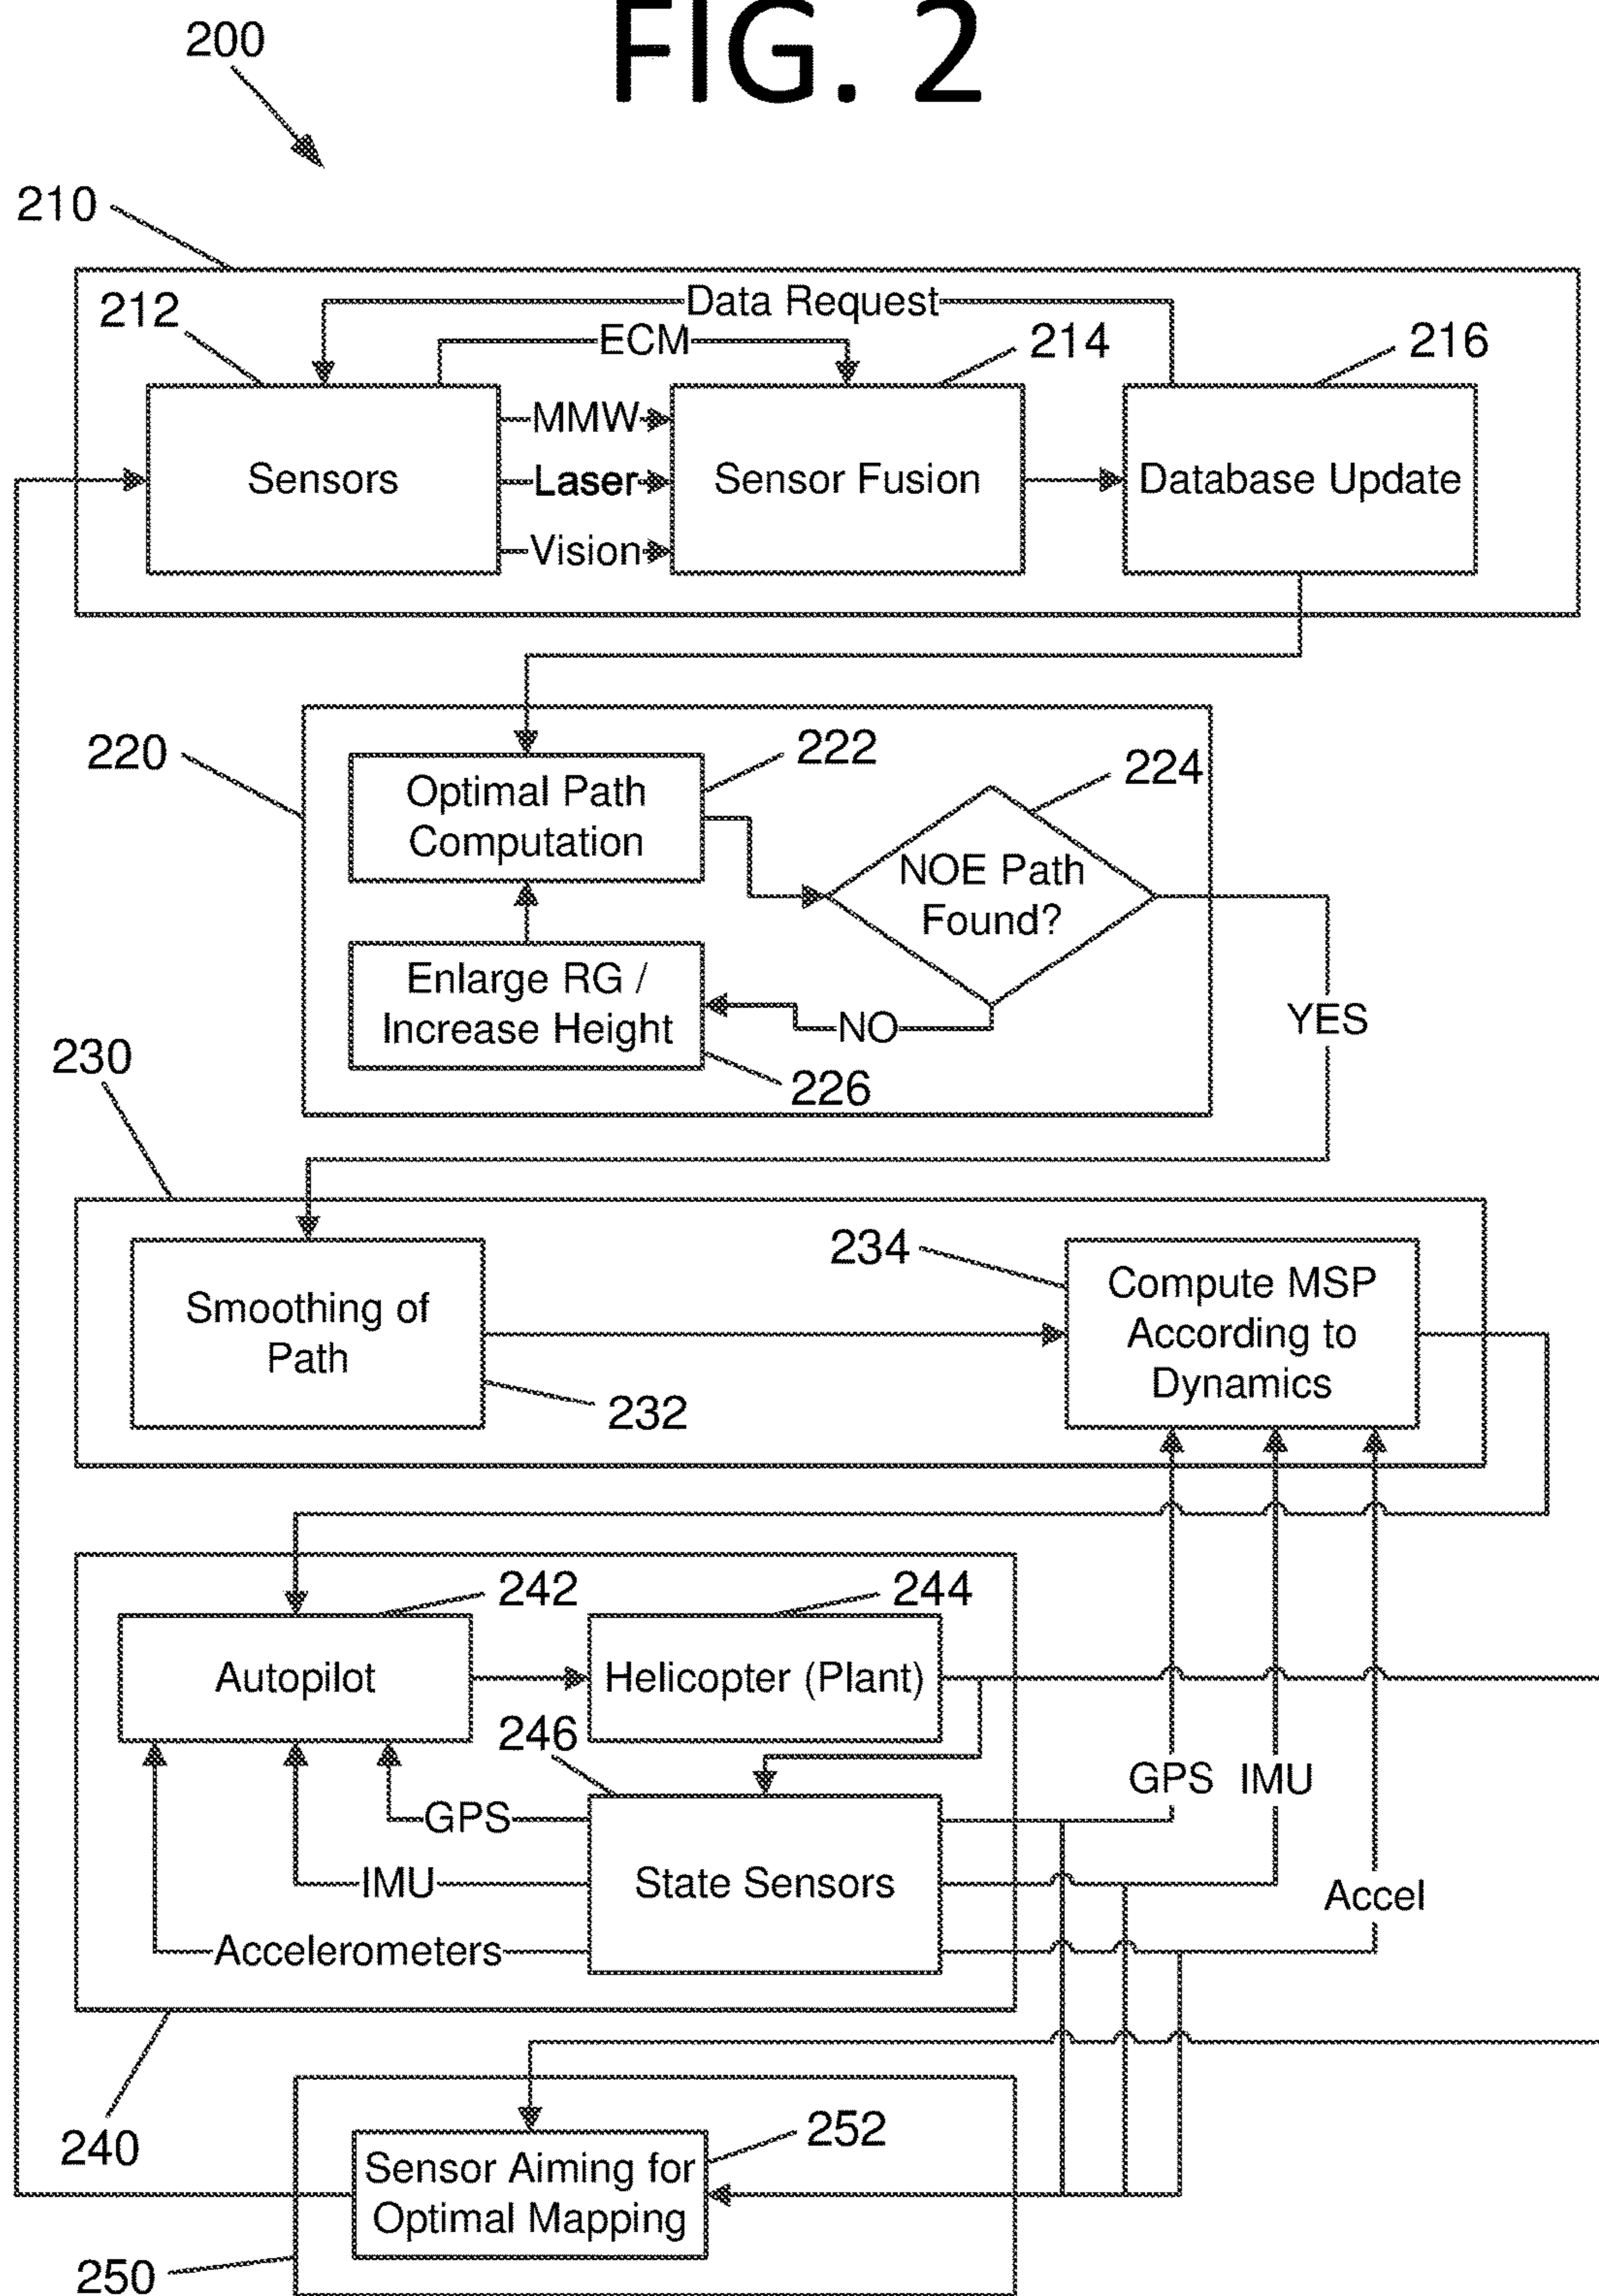 FIG. 2
200
210
Data Request
212
ECM
214
216
MMW
Sensors
Laser
Sensor Fusion
Database Update
Vision
220
222
224
Optimal Path
Computation
NOE Path
Found?
Enlarge RG /
Increase Height
NO
YES
226
230
234
Smoothing of
Path
Compute MSP
According to
Dynamics
232
242
244
Autopilot
Helicopter (Plant)
246
GPS
IMU
GPS
State Sensors
IMU
Accel
Accelerometers
240
252
Sensor Aiming for
Optimal Mapping
250